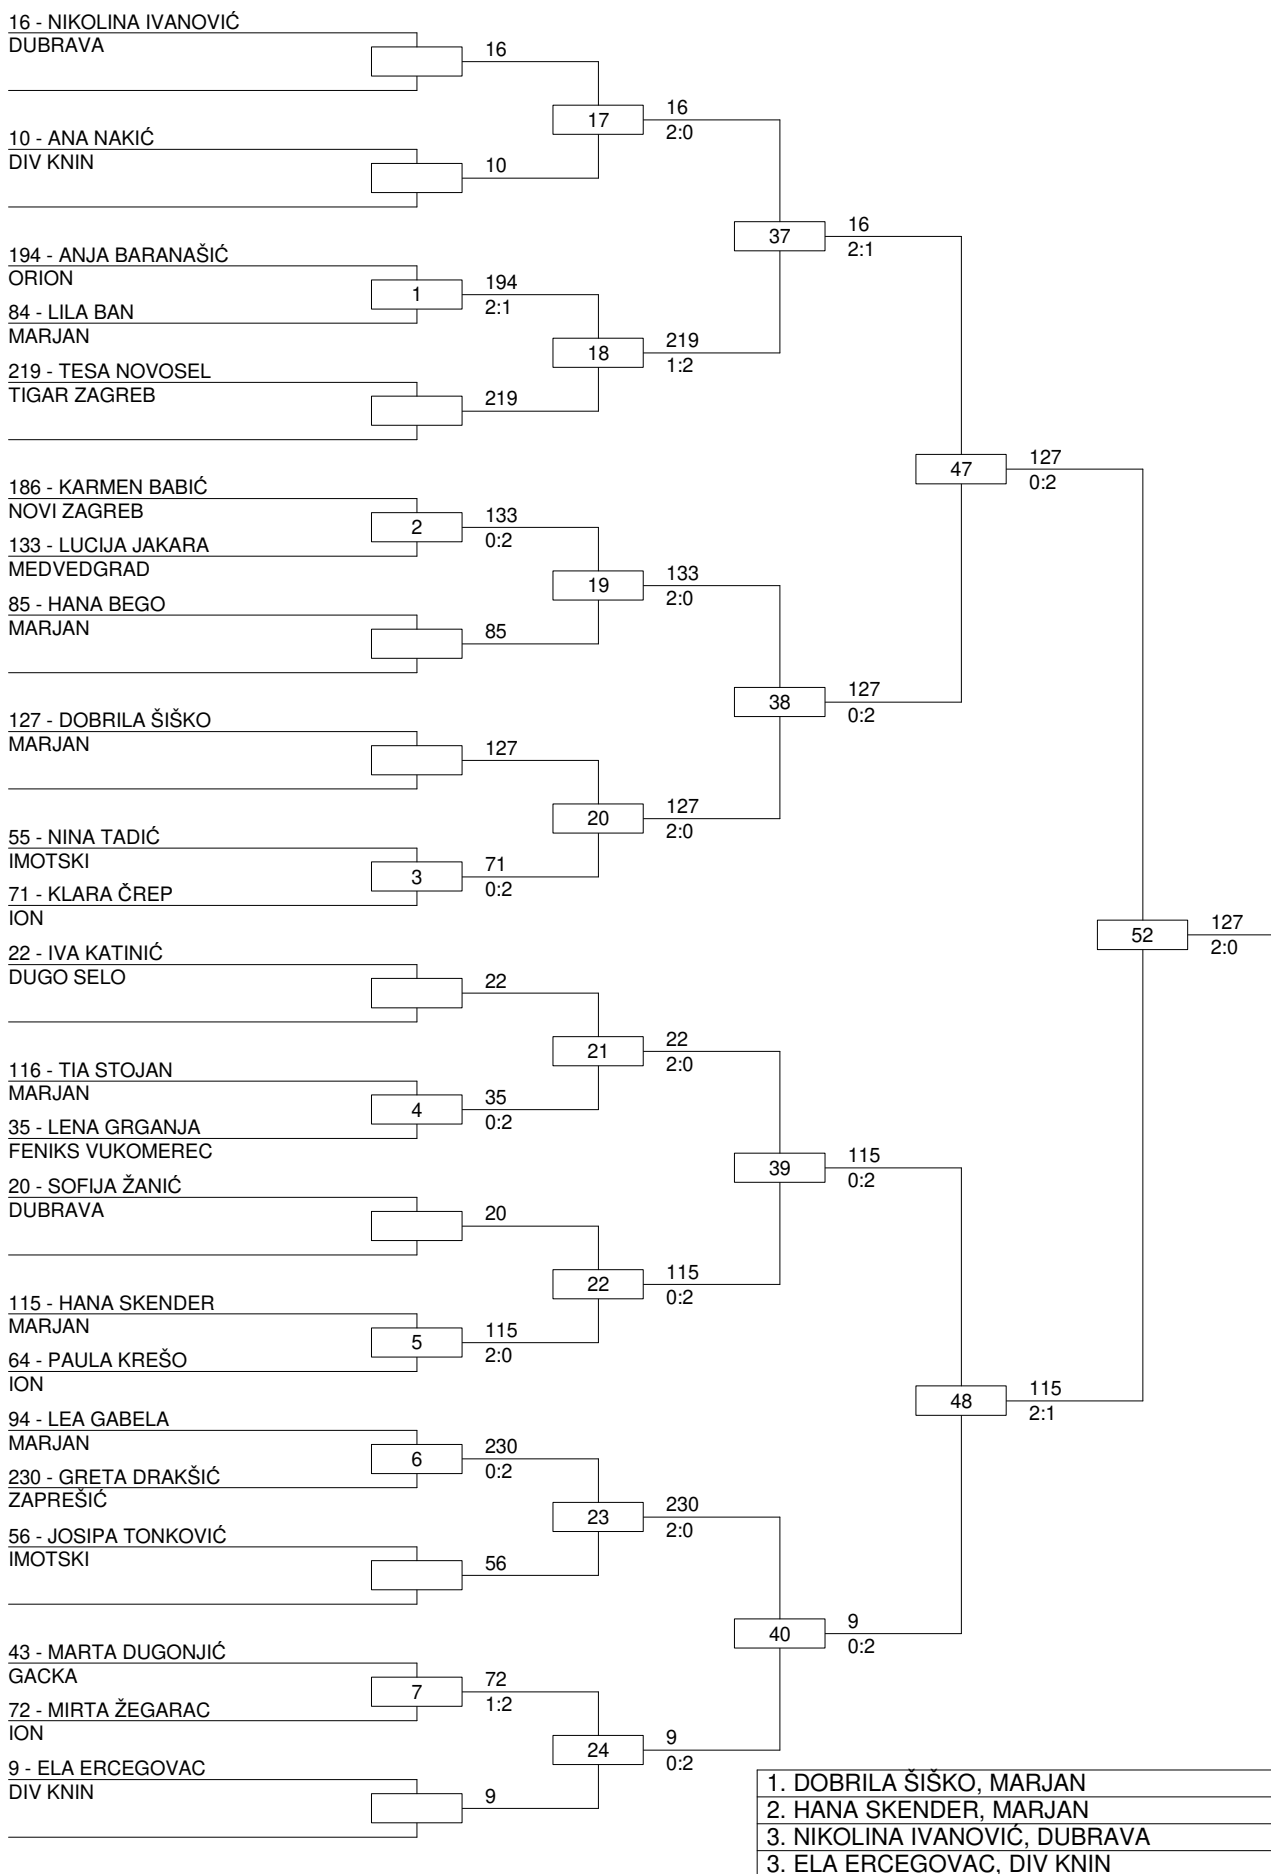 16 - NIKOLINA IVANOVIĆ
DUBRAVA
16
17
16
2:0
10 - ANA NAKIĆ
DIV KNIN
10
37
16
2:1
194 - ANJA BARANAŠIĆ
ORION
1
194
2:1
84 - LILA BAN
MARJAN
18
219
1:2
219 - TESA NOVOSEL
TIGAR ZAGREB
219
47
127
0:2
186 - KARMEN BABIĆ
NOVI ZAGREB
2
133
0:2
133 - LUCIJA JAKARA
MEDVEDGRAD
19
133
2:0
85 - HANA BEGO
MARJAN
85
38
127
0:2
127 - DOBRILA ŠIŠKO
MARJAN
127
20
127
2:0
55 - NINA TADIĆ
IMOTSKI
3
71
0:2
71 - KLARA ČREP
ION
52
127
2:0
22 - IVA KATINIĆ
DUGO SELO
22
21
22
2:0
116 - TIA STOJAN
MARJAN
4
35
0:2
35 - LENA GRGANJA
FENIKS VUKOMEREC
39
115
0:2
20 - SOFIJA ŽANIĆ
DUBRAVA
20
22
115
0:2
115 - HANA SKENDER
MARJAN
5
115
2:0
64 - PAULA KREŠO
ION
48
115
2:1
94 - LEA GABELA
MARJAN
6
230
0:2
230 - GRETA DRAKŠIĆ
ZAPREŠIĆ
23
230
2:0
56 - JOSIPA TONKOVIĆ
IMOTSKI
56
40
9
0:2
43 - MARTA DUGONJIĆ
GACKA
7
72
1:2
72 - MIRTA ŽEGARAC
ION
24
9
0:2
9 - ELA ERCEGOVAC
DIV KNIN
9
1. DOBRILA ŠIŠKO, MARJAN
2. HANA SKENDER, MARJAN
3. NIKOLINA IVANOVIĆ, DUBRAVA
3. ELA ERCEGOVAC, DIV KNIN